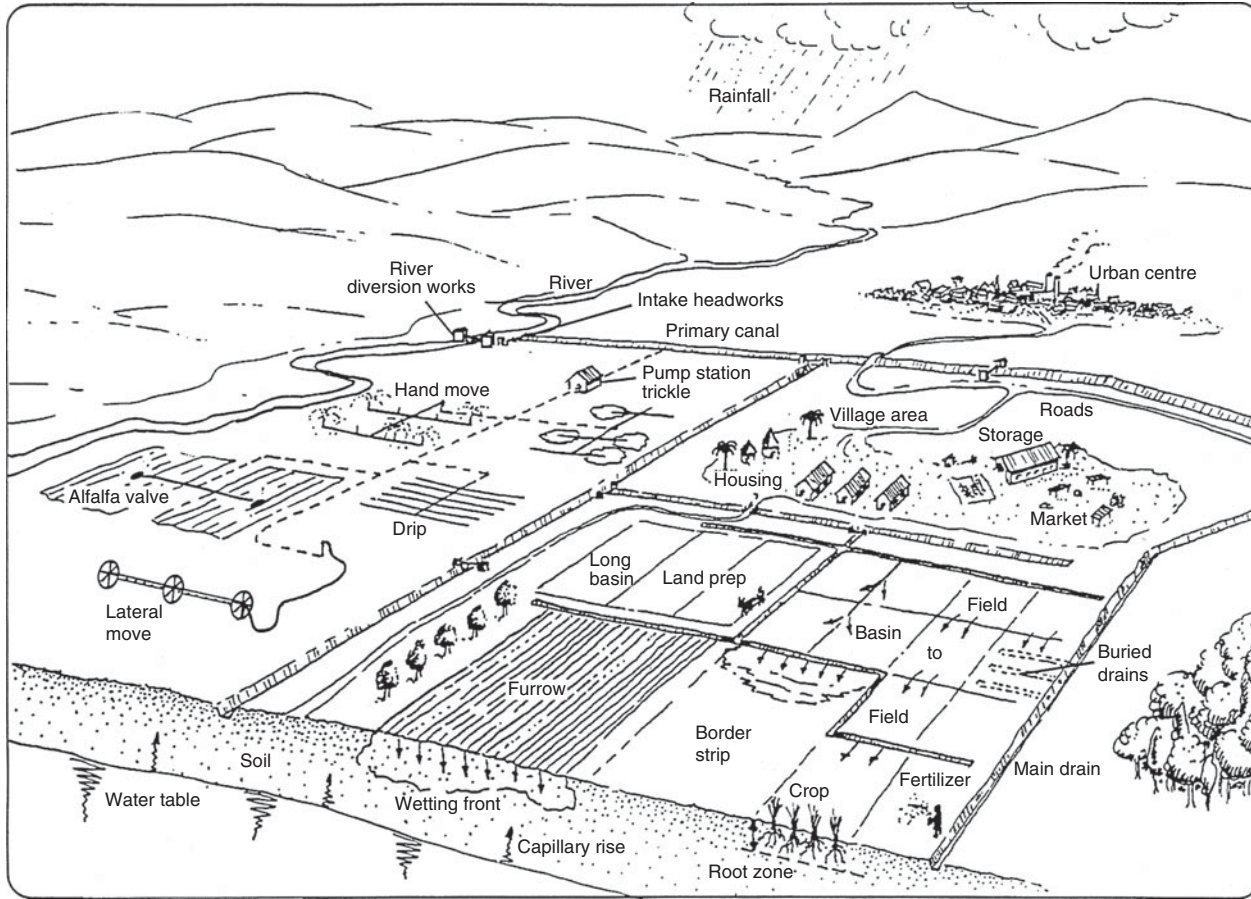 Rainfall
River
diversion works
River
Urban centre
Intake headworks
Primary canal
Hand move
Pump station
trickle
Village area
Roads
Storage
Alfalfa valve
Housing
Drip
Market
Long
basin
Land prep
Field
Lateral
move
Basin
to
Buried
drains
Furrow
Field
Border
strip
Soil
Main drain
Water table
Wetting front
Crop
Fertilizer
Capillary rise
Root zone